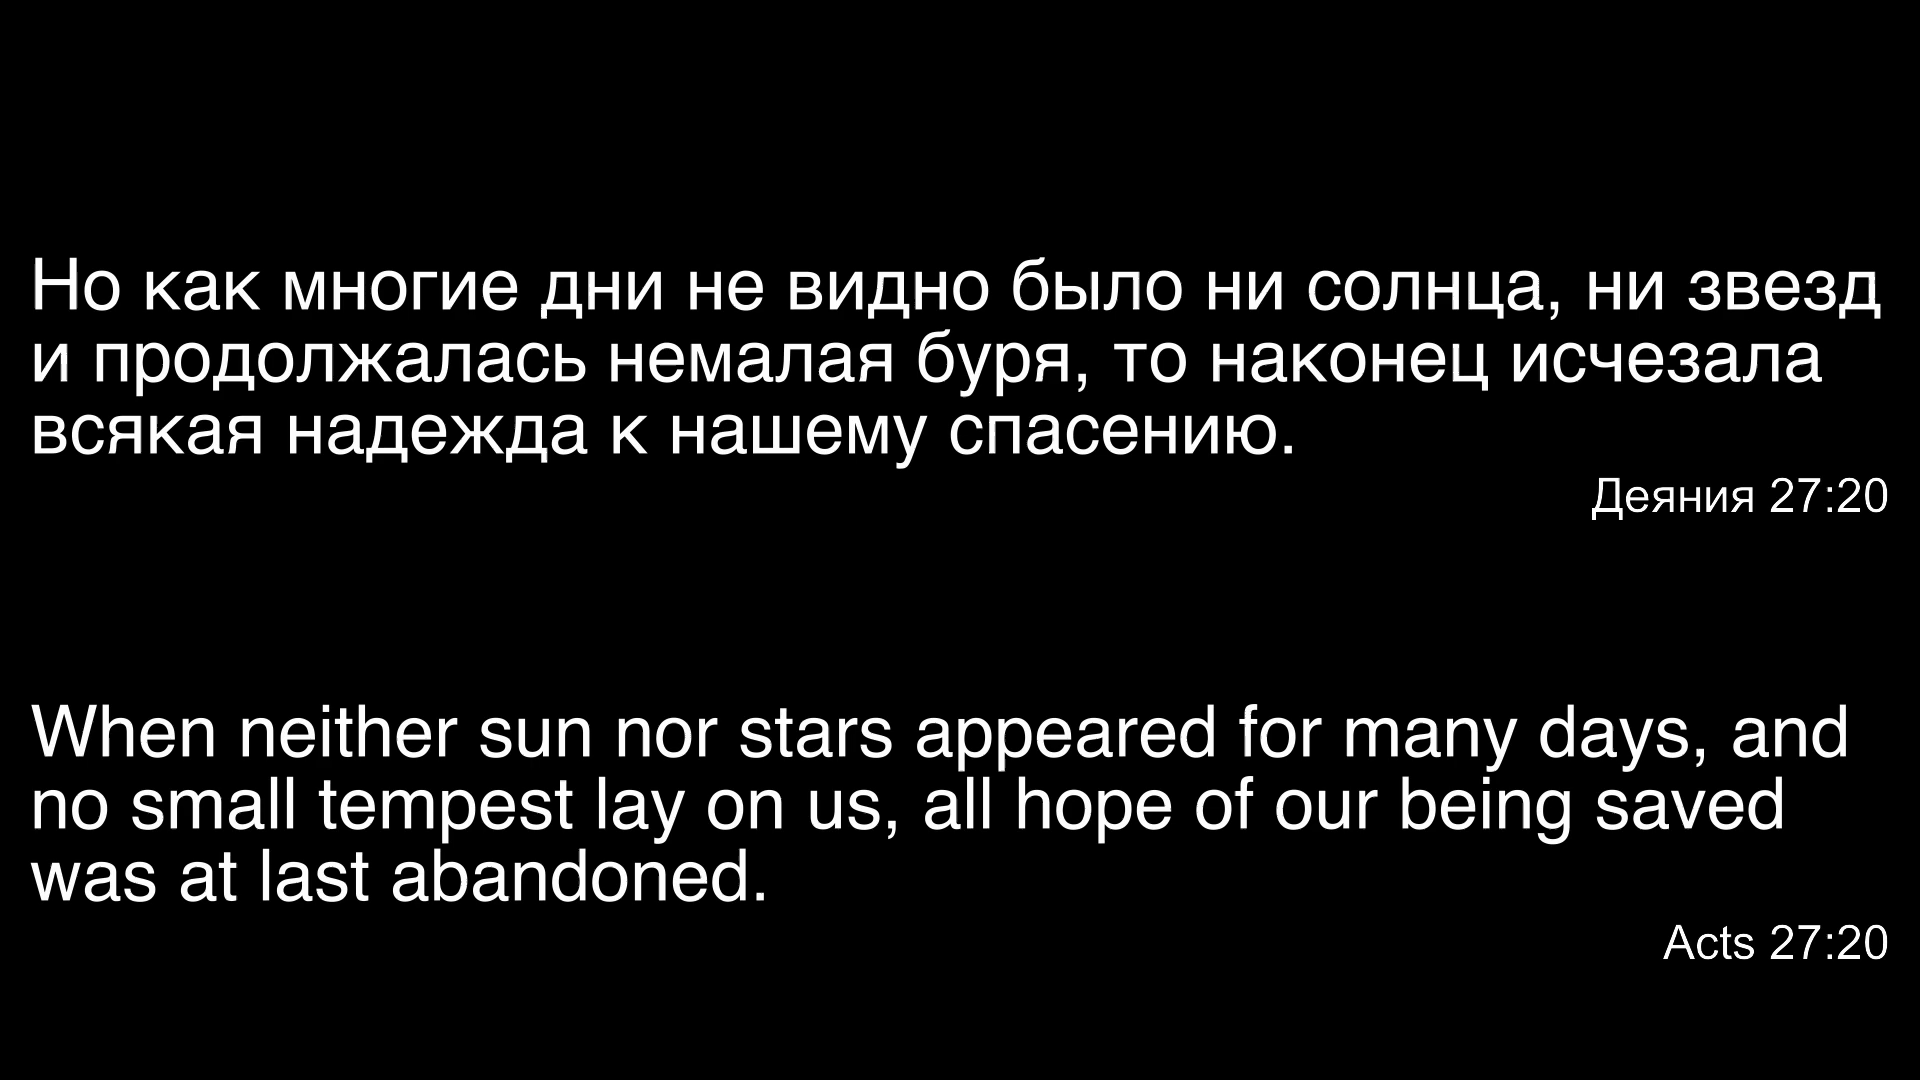 Но как многие дни не видно было ни солнца, ни звезд
и продолжалась немалая буря, то наконец исчезала
всякая надежда к нашему спасению.
Деяния 27:20
When neither sun nor stars appeared for many days, and
no small tempest lay on us, all hope of our being saved
was at last abandoned.
Acts 27:20